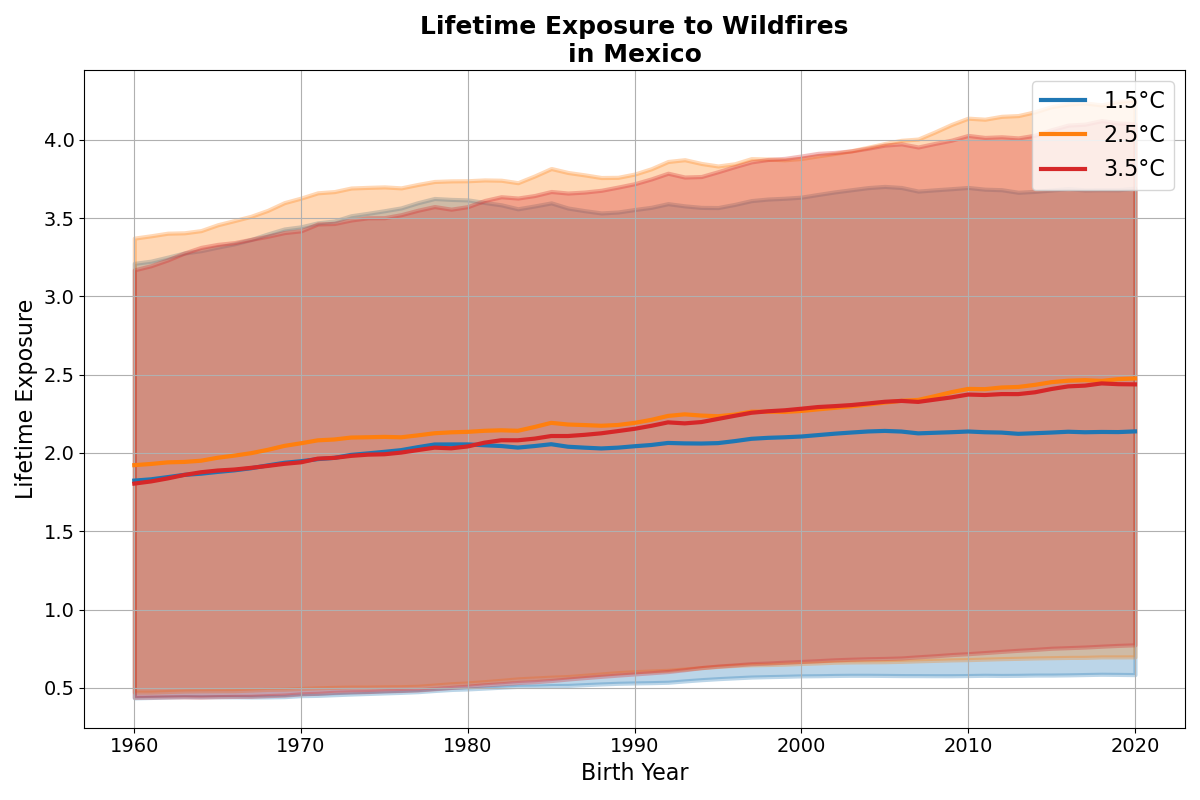 Lifetime Exposure to Wildfires
in Mexico
1.5°C
2.5°C
3.5°C
Lifetime Exposure
4.0
3.5
3.0
2.5
2.0
1.5
1.0
0.5
1960 1970 1980 1990 2000 2010 2020
Birth Year